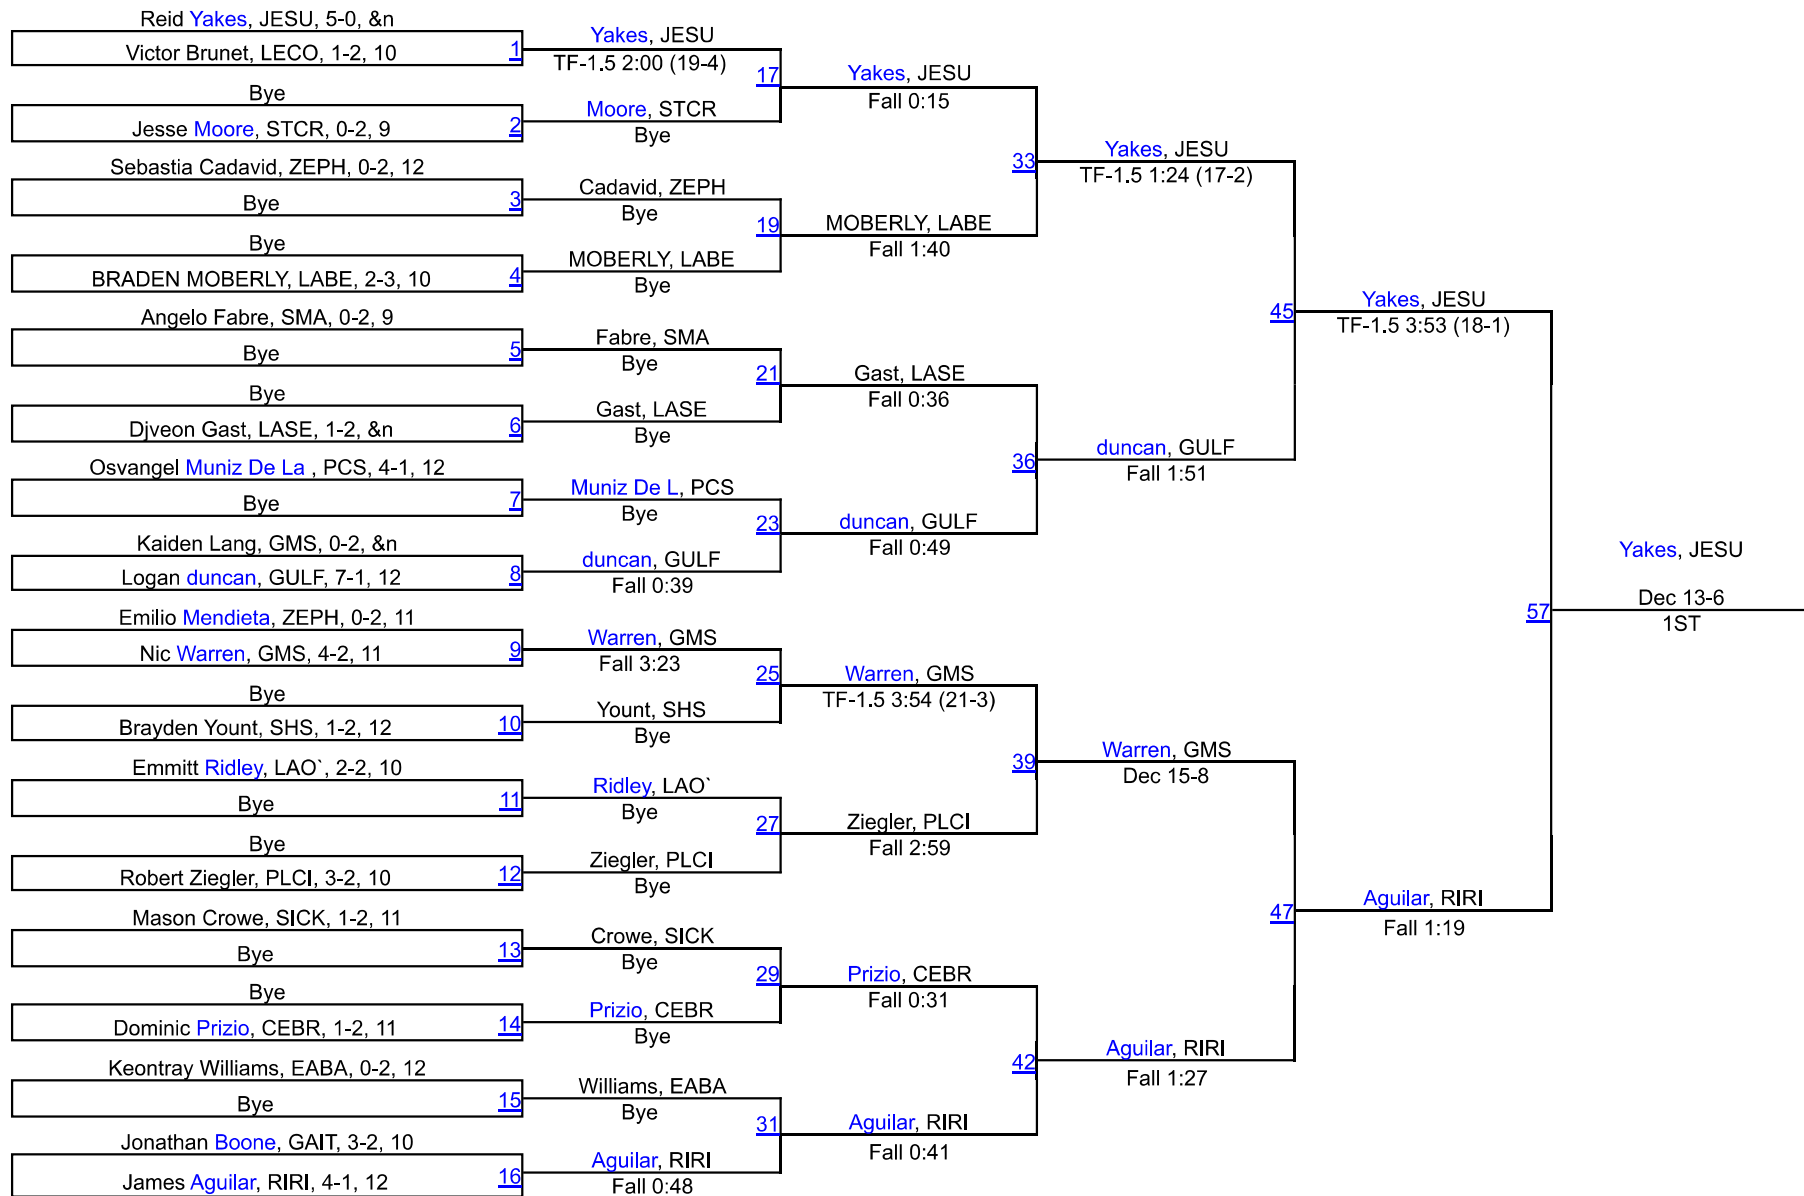 Reid Yakes, JESU, 5-0, &n
Victor Brunet, LECO, 1-2, 10
1
Bye
Jesse Moore, STCR, 0-2, 9
2
Sebastia Cadavid, ZEPH, 0-2, 12
Bye
3
Bye
BRADEN MOBERLY, LABE, 2-3, 10
4
Angelo Fabre, SMA, 0-2, 9
Bye
5
Bye
Djveon Gast, LASE, 1-2, &n
6
Osvangel Muniz De La , PCS, 4-1, 12
Bye
7
Kaiden Lang, GMS, 0-2, &n
Logan duncan, GULF, 7-1, 12
8
Emilio Mendieta, ZEPH, 0-2, 11
Nic Warren, GMS, 4-2, 11
9
Bye
Brayden Yount, SHS, 1-2, 12
10
Emmitt Ridley, LAO`, 2-2, 10
Bye
11
Bye
Robert Ziegler, PLCI, 3-2, 10
12
Mason Crowe, SICK, 1-2, 11
Bye
13
Bye
Dominic Prizio, CEBR, 1-2, 11
14
Keontray Williams, EABA, 0-2, 12
Bye
15
Jonathan Boone, GAIT, 3-2, 10
James Aguilar, RIRI, 4-1, 12
16
Yakes, JESU
TF-1.5 2:00 (19-4)
17
Moore, STCR
Bye
Cadavid, ZEPH
Bye
19
MOBERLY, LABE
Bye
Fabre, SMA
Bye
21
Gast, LASE
Bye
Muniz De L, PCS
Bye
23
duncan, GULF
Fall 0:39
Warren, GMS
Fall 3:23
25
Yount, SHS
Bye
Ridley, LAO`
Bye
27
Ziegler, PLCI
Bye
Crowe, SICK
Bye
29
Prizio, CEBR
Bye
Williams, EABA
Bye
31
Aguilar, RIRI
Fall 0:48
Yakes, JESU
Fall 0:15
33
MOBERLY, LABE
Fall 1:40
Gast, LASE
Fall 0:36
36
duncan, GULF
Fall 0:49
Warren, GMS
TF-1.5 3:54 (21-3)
39
Ziegler, PLCI
Fall 2:59
Prizio, CEBR
Fall 0:31
42
Aguilar, RIRI
Fall 0:41
Yakes, JESU
TF-1.5 1:24 (17-2)
45
duncan, GULF
Fall 1:51
Warren, GMS
Dec 15-8
47
Aguilar, RIRI
Fall 1:27
Yakes, JESU
TF-1.5 3:53 (18-1)
57
Aguilar, RIRI
Fall 1:19
Yakes, JESU
Dec 13-6
1ST